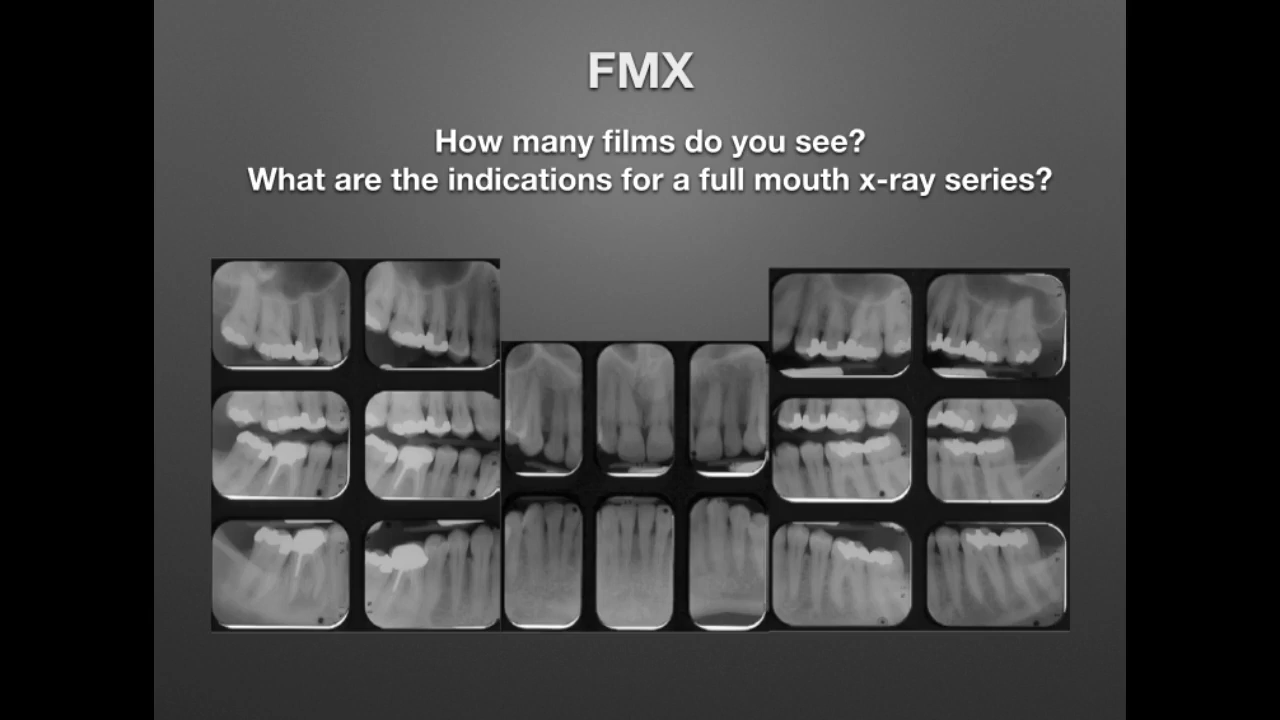 FMX
How many films do you see?
What are the indications for a full mouth x-ray series?